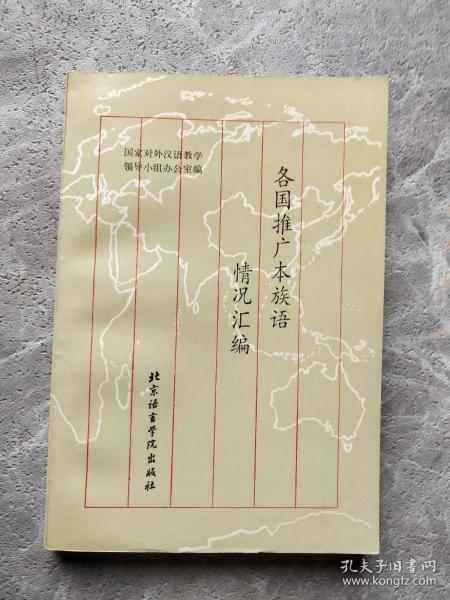 国家对外汉语教学
领导小组办公室编
各国推广本族语
情况汇编
北京语言学院出版社
孔夫子旧书网
www.kongfz.com